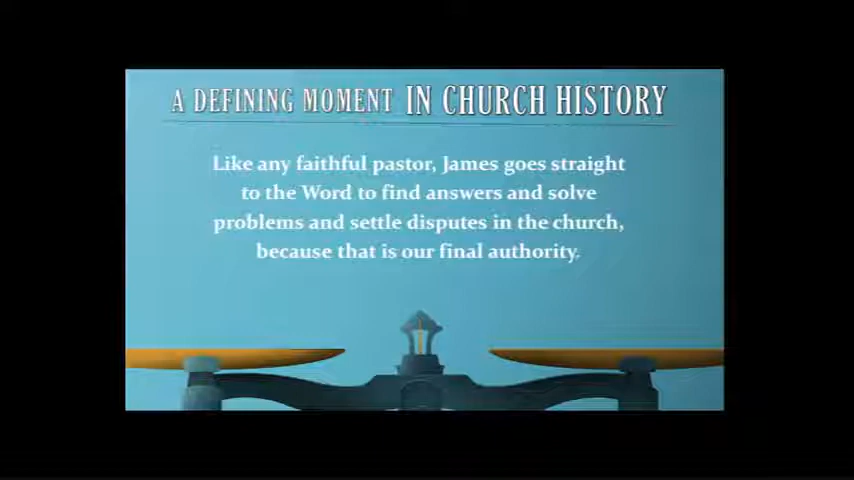 A DEFINING MOMENT IN CHURCH HISTORY
Like any faithful pastor, James goes straight
to the Word to find answers and solve
problems and settle disputes in the church,
because that is our final authority.